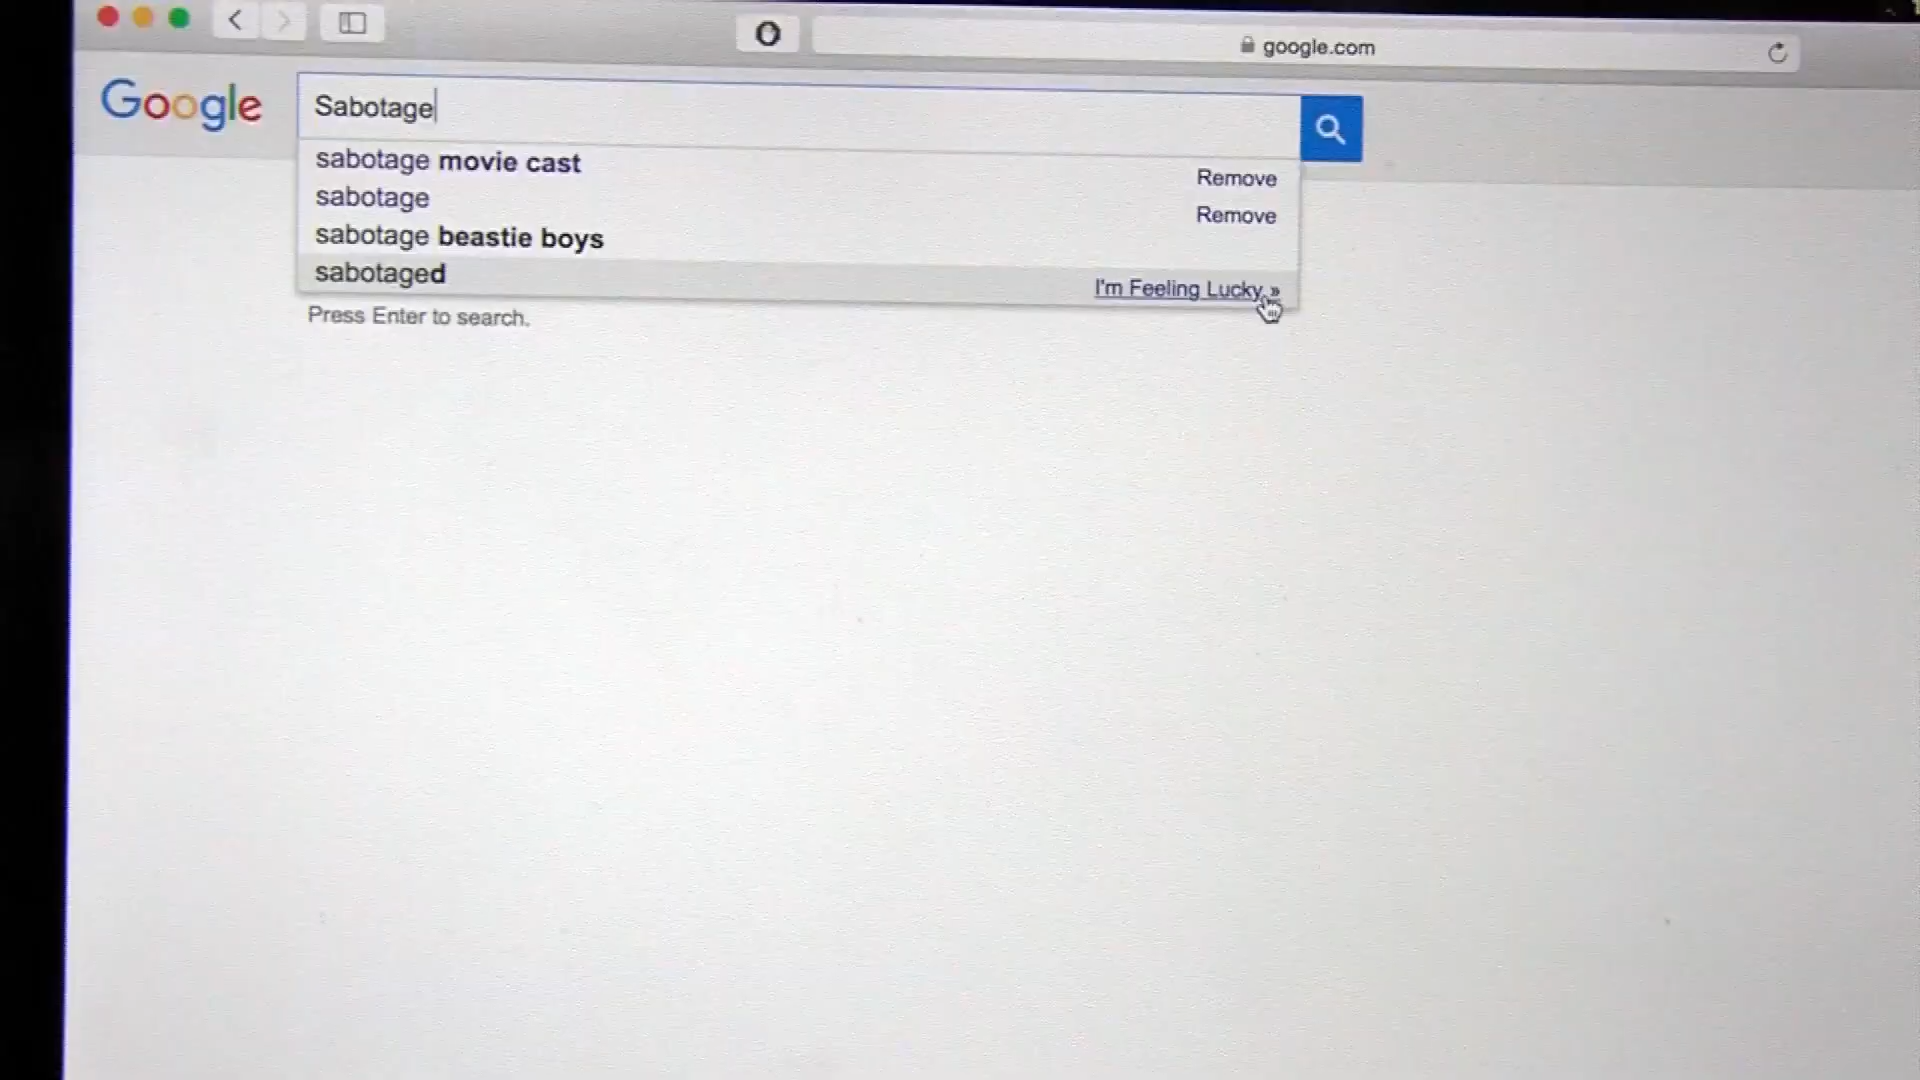 google.com
Google
Sabotage
sabotage movie cast
Remove
sabotage
Remove
sabotage beastie boys
sabotaged
I'm Feeling Lucky »
Press Enter to search.